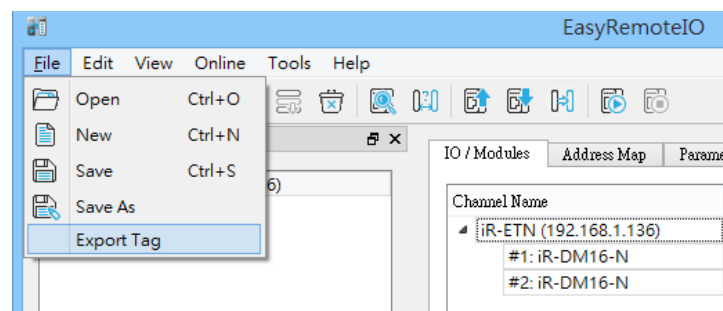 EasyRemoteIO
File Edit View Online Tools Help
Open Ctrl+O
New Ctrl+N
Save Ctrl+S
Save As
Export Tag
6)
IO / Modules Address Map Parame
Channel Name
iR-ETN (192.168.1.136)
#1: iR-DM16-N
#2: iR-DM16-N